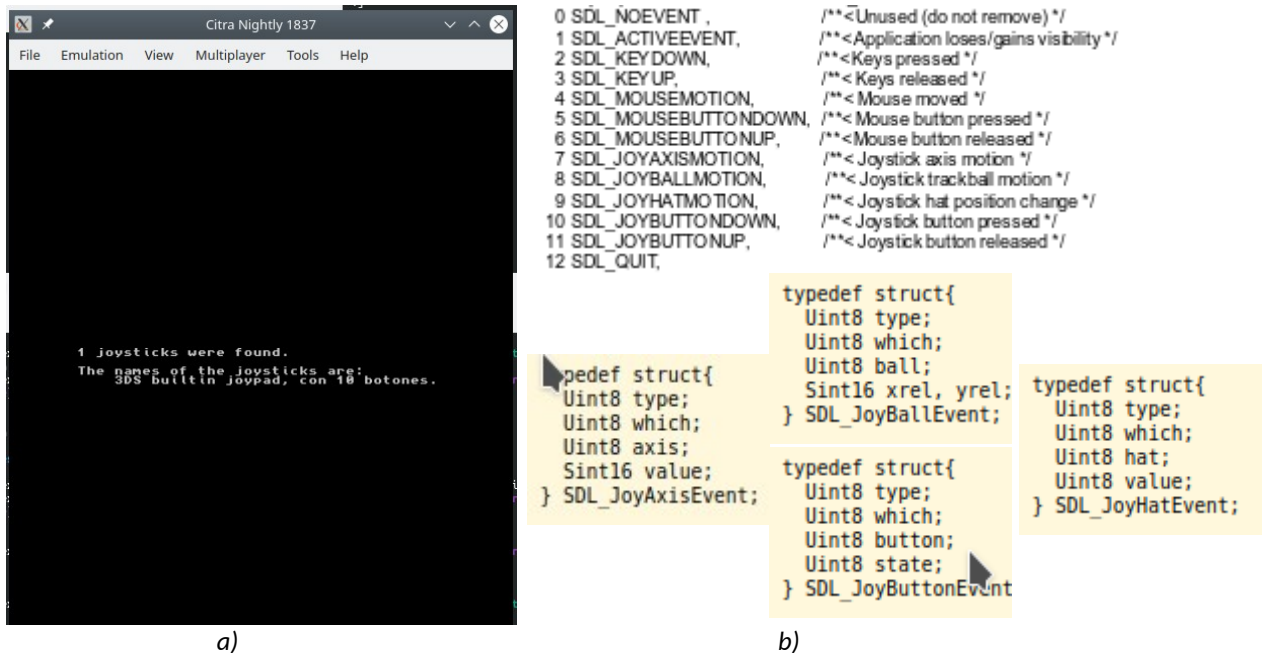 Citra Nightly 1837
File Emulation View Multiplayer Tools Help
1 joysticks were found.
The names of the joysticks are:
3DS builtin joypad, con 10 botones.
a)
0 SDL_NOEVENT , /**<Unused (do not remove) */
1 SDL_ACTIVEEVENT, /**<Application loses/gains visibility */
2 SDL_KEYDOWN, /**<Keys pressed */
3 SDL_KEYUP, /**< Keys released */
4 SDL_MOUSEMOTION, /**< Mouse moved */
5 SDL_MOUSEBUTTONDOWN, /**< Mouse button pressed */
6 SDL_MOUSEBUTTONUP, /**<Mouse button released */
7 SDL_JOYAXISMOTION, /**< Joystick axis motion */
8 SDL_JOYBALLMOTION, /**< Joystick trackball motion */
9 SDL_JOYHATMOTION, /**< Joystick hat position change */
10 SDL_JOYBUTTONDOWN, /**< Joystick button pressed */
11 SDL_JOYBUTTONUP, /**< Joystick button released */
12 SDL_QUIT,
pedef struct{
Uint8 type;
Uint8 which;
Uint8 axis;
Sint16 value;
} SDL_JoyAxisEvent;
typedef struct{
Uint8 type;
Uint8 which;
Uint8 ball;
Sint16 xrel, yrel;
} SDL_JoyBallEvent;
typedef struct{
Uint8 type;
Uint8 which;
Uint8 button;
Uint8 state;
} SDL_JoyButtonEvent
typedef struct{
Uint8 type;
Uint8 which;
Uint8 hat;
Uint8 value;
} SDL_JoyHatEvent;
b)